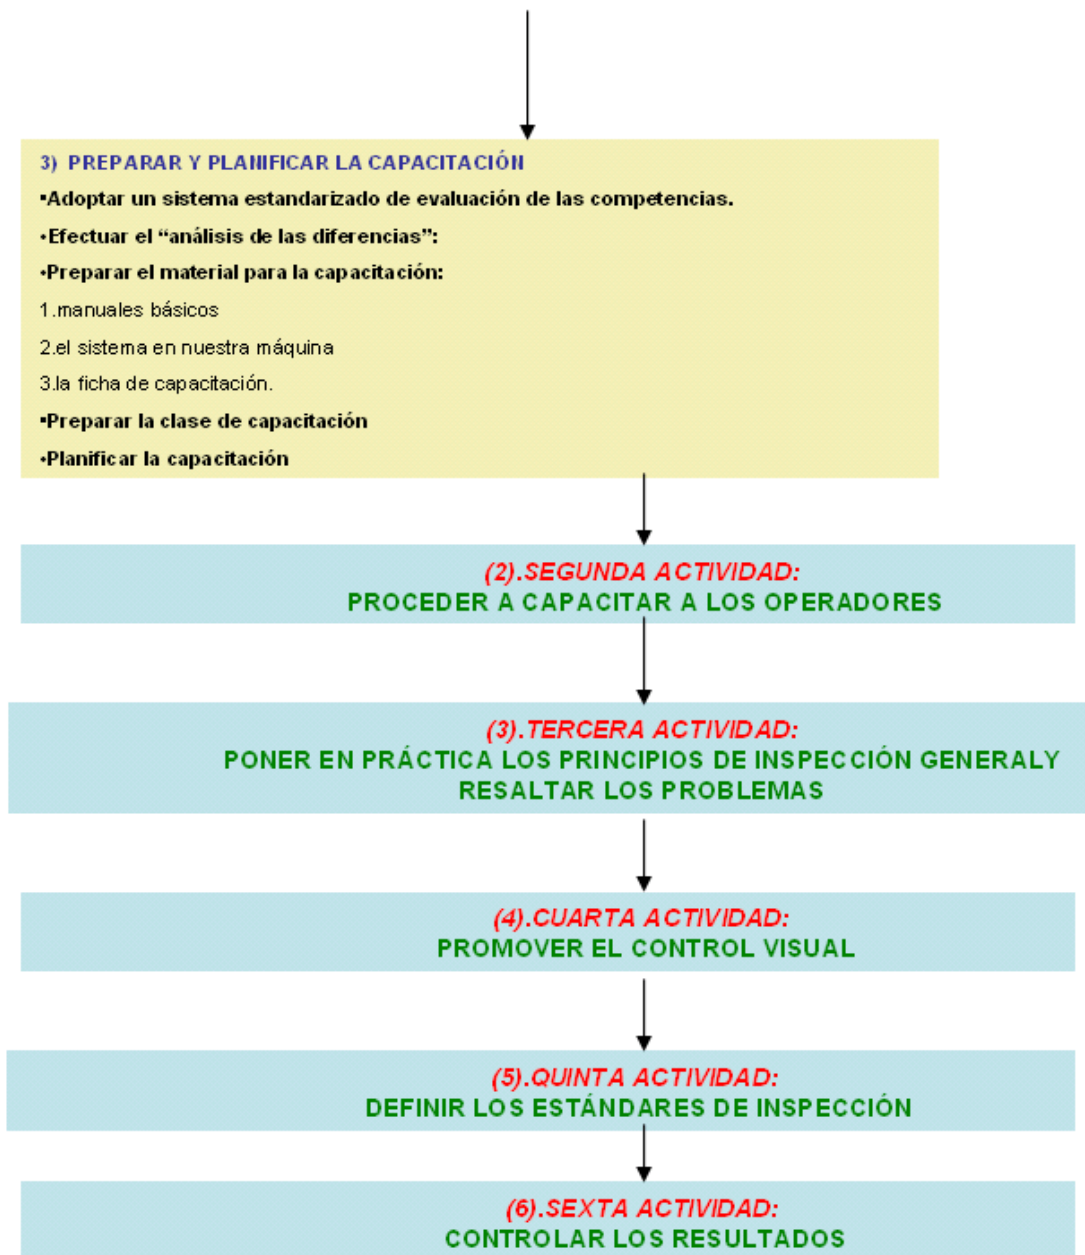 3) PREPARAR Y PLANIFICAR LA CAPACITACIÓN
▪Adoptar un sistema estandarizado de evaluación de las competencias.
•Efectuar el “análisis de las diferencias”:
•Preparar el material para la capacitación:
1.manuales básicos
2.el sistema en nuestra máquina
3.la ficha de capacitación.
▪Preparar la clase de capacitación
•Planificar la capacitación
(2).SEGUNDA ACTIVIDAD:
PROCEDER A CAPACITAR A LOS OPERADORES
(3).TERCERA ACTIVIDAD:
PONER EN PRÁCTICA LOS PRINCIPIOS DE INSPECCIÓN GENERALY
RESALTAR LOS PROBLEMAS
(4).CUARTA ACTIVIDAD:
PROMOVER EL CONTROL VISUAL
(5).QUINTA ACTIVIDAD:
DEFINIR LOS ESTÁNDARES DE INSPECCIÓN
(6).SEXTA ACTIVIDAD:
CONTROLAR LOS RESULTADOS